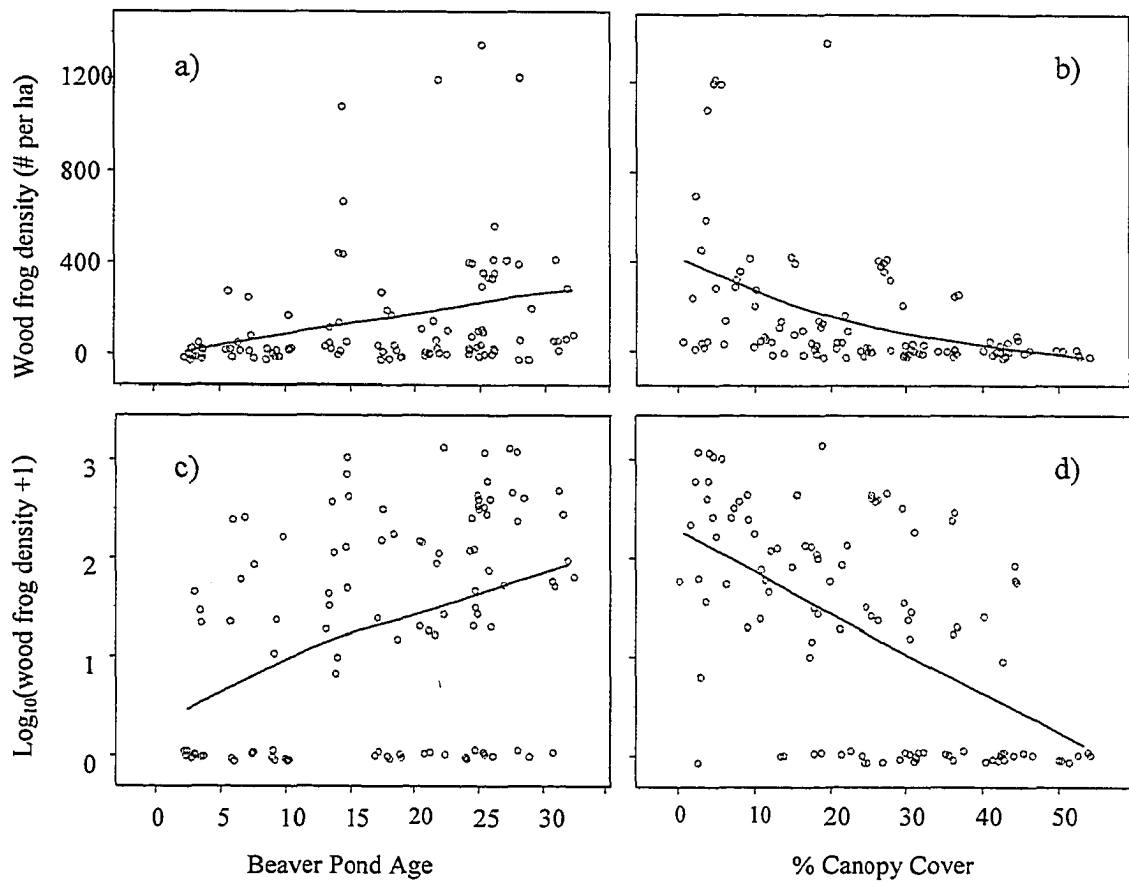 a)
b)
Wood frog density (# per ha)
1200
800
400
0
c)
d)
Log₁₀(wood frog density +1)
3
2
1
0
0 5 10 15 20 25 30
0 10 20 30 40 50
Beaver Pond Age
% Canopy Cover